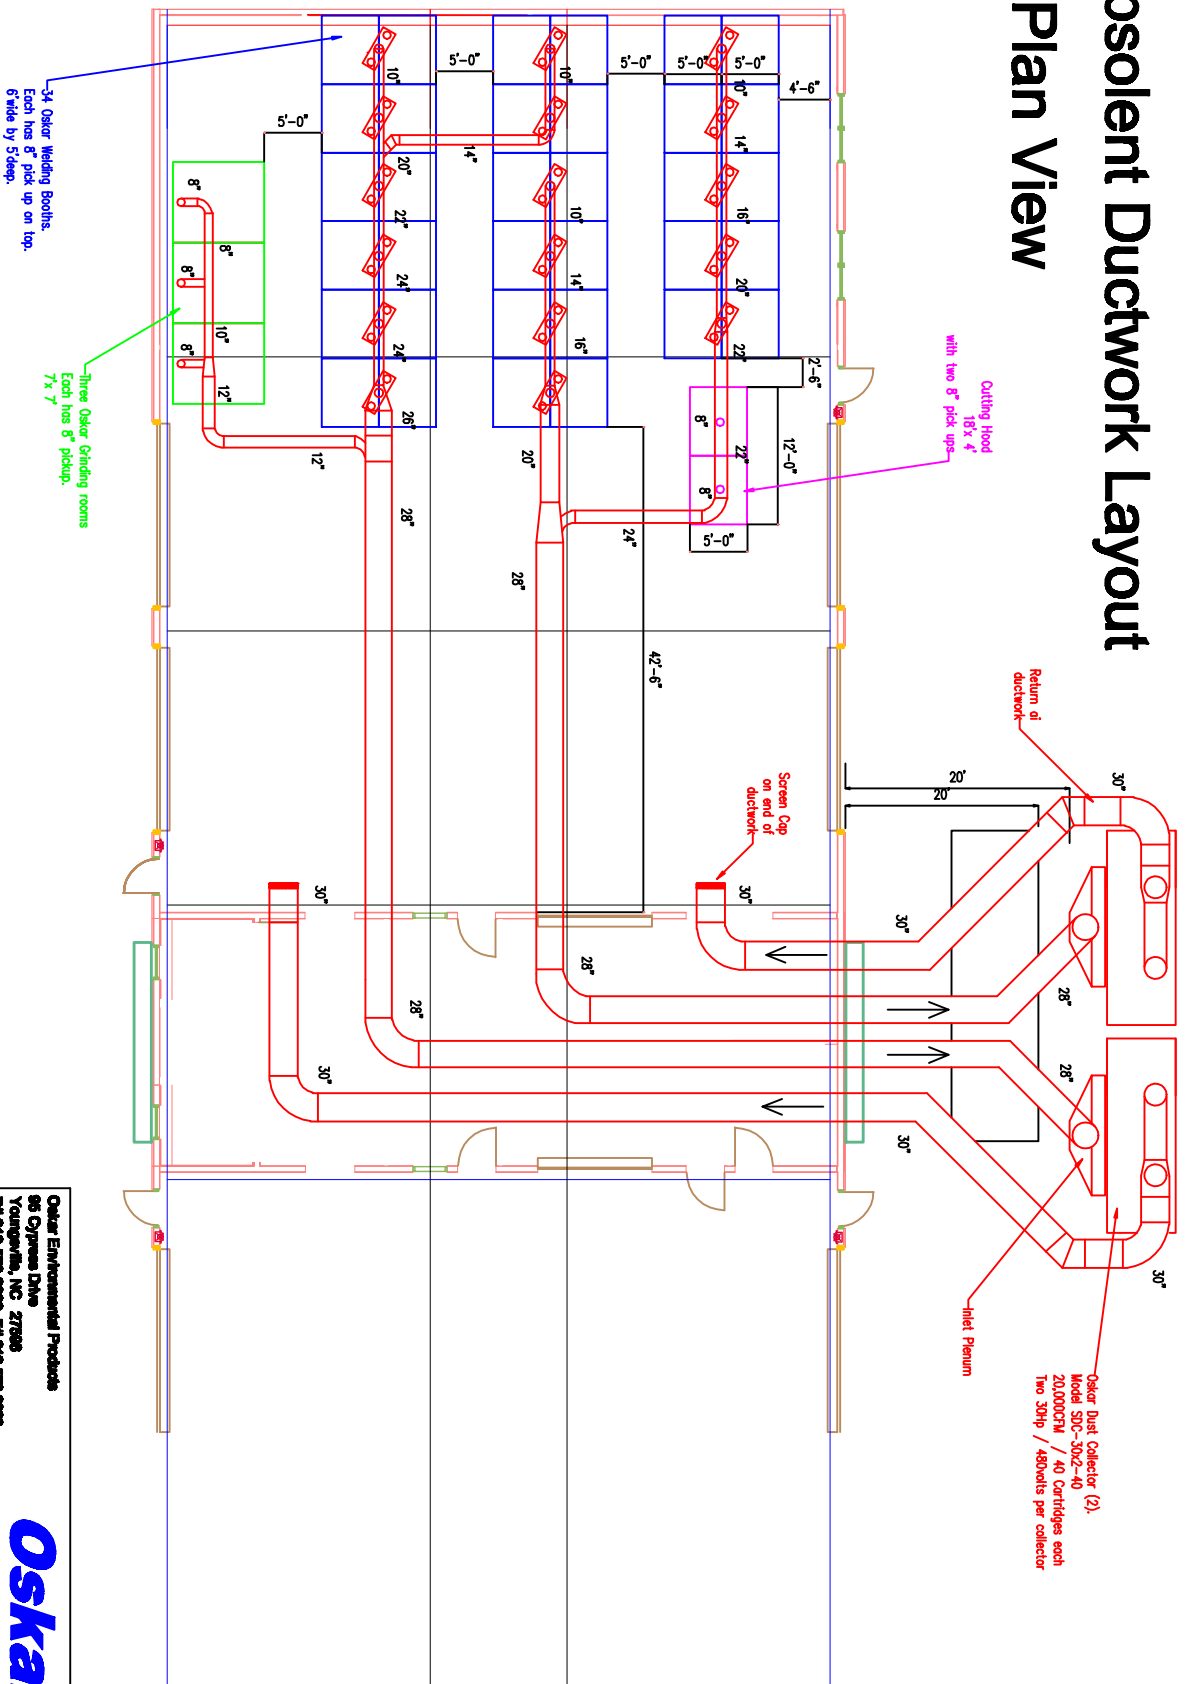 osolent Ductwork Layout
Plan View
34 Oskar Welding Booths.
Each has 8" pick up on top.
6'wide by 5'deep.
Three Oskar Grinding rooms
Each has 8" pickup.
7'x 7'
Cutting Hood
18'x 4'
with two 8" pick ups
Return ai
ductwork
Screen Cap
on end of
ductwork
Inlet Plenum
Oskar Dust Collector (2).
Model SDC-30x2-40
20,000CFM / 40 Cartridges each
Two 30Hp / 480volts per collector
4'-6"
5'-0"
5'-0"
5'-0"
5'-0"
5'-0"
2'-6"
12'-0"
5'-0"
42'-6"
20'
20'
10"
14"
16"
20"
22"
8"
22"
8"
24"
10"
14"
10"
14"
16"
20"
28"
28"
28"
10"
20"
22"
24"
24"
26"
28"
28"
28"
8"
8"
8"
8"
10"
12"
12"
30"
30"
30"
30"
30"
30"
30"
Oskar Environmental Products
95 Cypress Drive
Youngsville, NC 27596
Oska